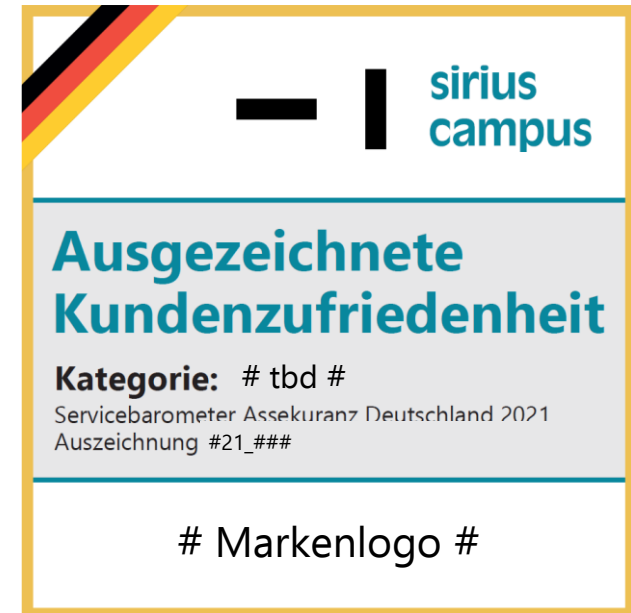 sirius
campus
Ausgezeichnete
Kundenzufriedenheit
Kategorie: # tbd #
Servicebarometer Assekuranz Deutschland 2021
Auszeichnung #21_###
# Markenlogo #